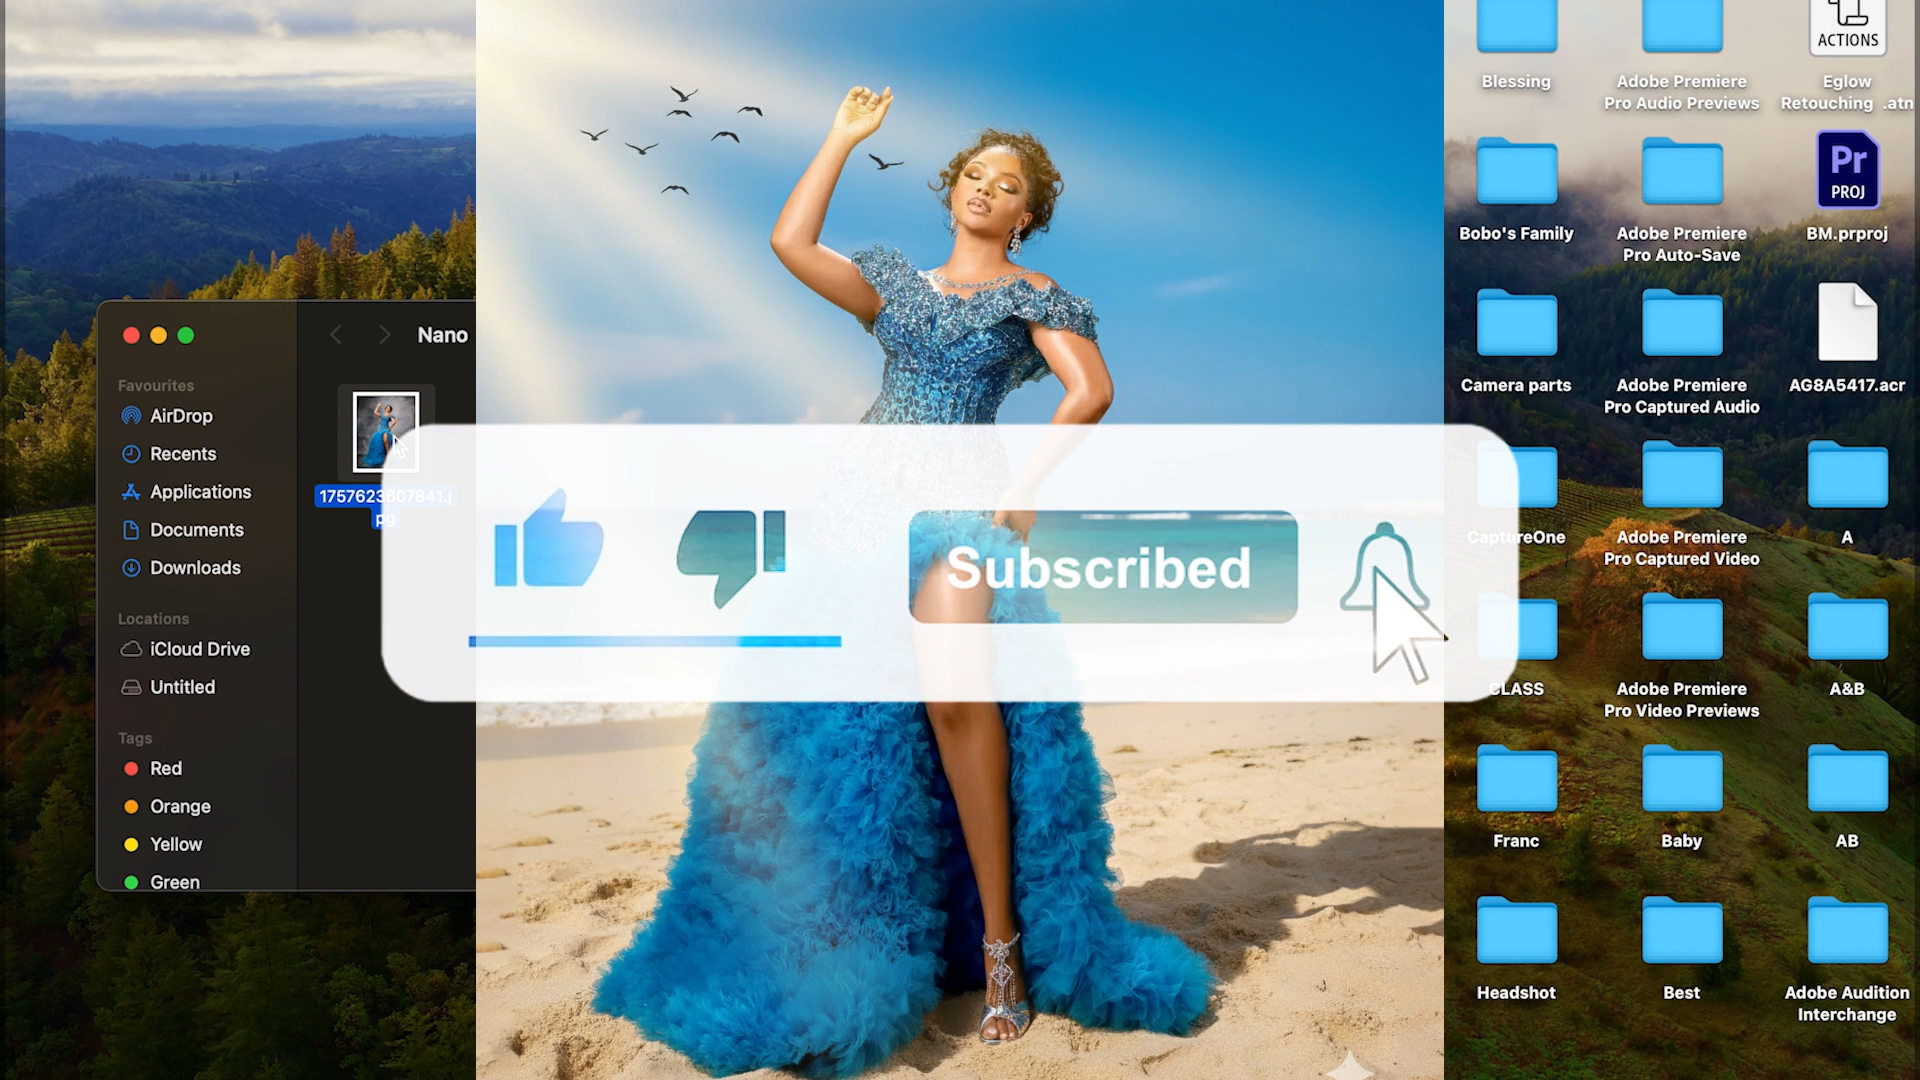 Nano
Favourites
AirDrop
Recents
Applications
Documents
Downloads
Locations
iCloud Drive
Untitled
Tags
Red
Orange
Yellow
Green
1757623607841.j
pg
Subscribed
Blessing
Adobe Premiere
Pro Audio Previews
ACTIONS
Eglow
Retouching .atn
Bobo's Family
Adobe Premiere
Pro Auto-Save
Pr
PROJ
BM.prproj
Camera parts
Adobe Premiere
Pro Captured Audio
AG8A5417.acr
CaptureOne
Adobe Premiere
Pro Captured Video
A
CLASS
Adobe Premiere
Pro Video Previews
A&B
Franc
Baby
AB
Headshot
Best
Adobe Audition
Interchange